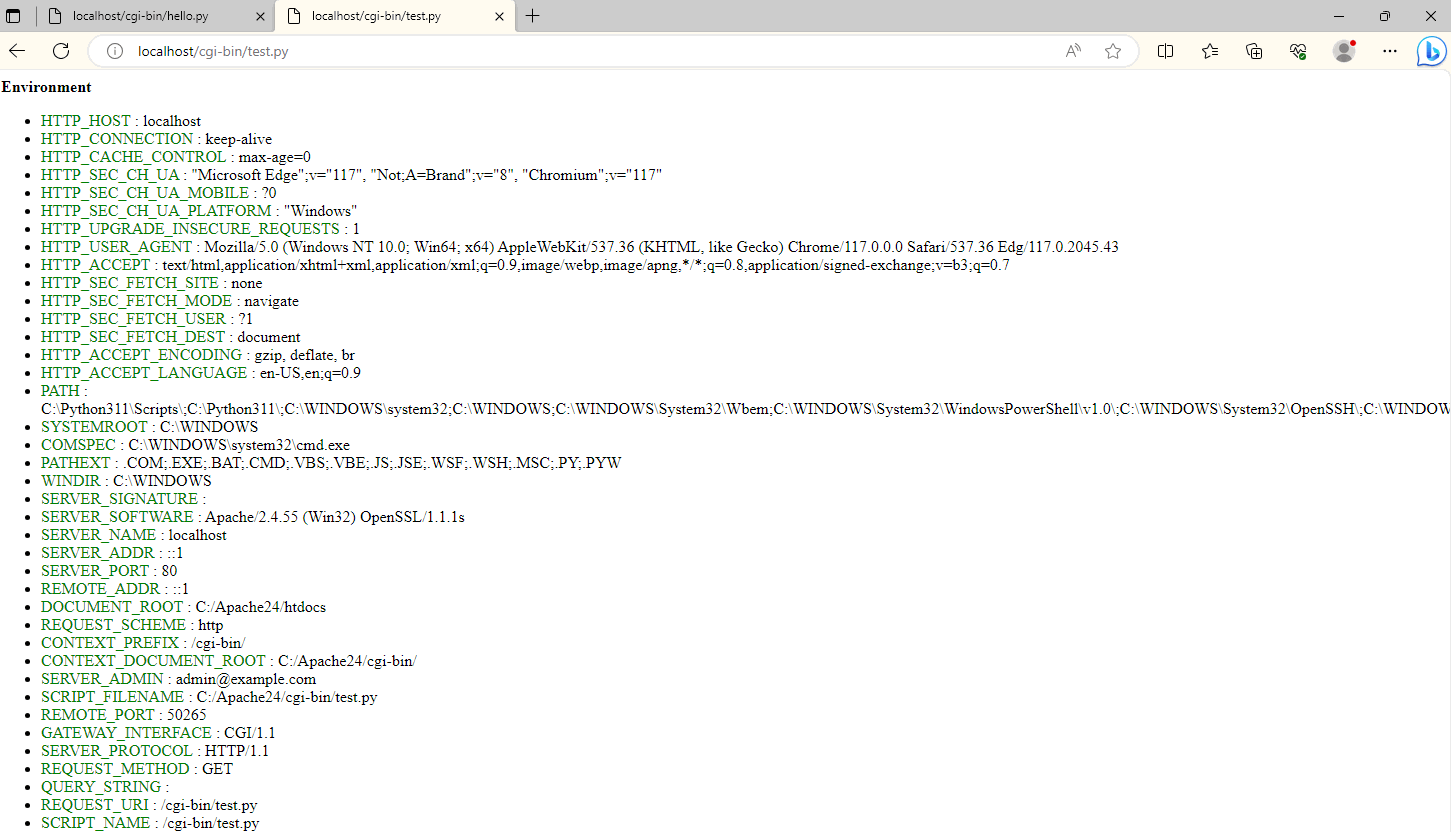 localhost/cgi-bin/hello.py
localhost/cgi-bin/test.py
localhost/cgi-bin/test.py
Environment
HTTP_HOST : localhost
HTTP_CONNECTION : keep-alive
HTTP_CACHE_CONTROL : max-age=0
HTTP_SEC_CH_UA : "Microsoft Edge";v="117", "Not;A=Brand";v="8", "Chromium";v="117"
HTTP_SEC_CH_UA_MOBILE : ?0
HTTP_SEC_CH_UA_PLATFORM : "Windows"
HTTP_UPGRADE_INSECURE_REQUESTS : 1
HTTP_USER_AGENT : Mozilla/5.0 (Windows NT 10.0; Win64; x64) AppleWebKit/537.36 (KHTML, like Gecko) Chrome/117.0.0.0 Safari/537.36 Edg/117.0.2045.43
HTTP_ACCEPT : text/html,application/xhtml+xml,application/xml;q=0.9,image/webp,image/apng,*/*;q=0.8,application/signed-exchange;v=b3;q=0.7
HTTP_SEC_FETCH_SITE : none
HTTP_SEC_FETCH_MODE : navigate
HTTP_SEC_FETCH_USER : ?1
HTTP_SEC_FETCH_DEST : document
HTTP_ACCEPT_ENCODING : gzip, deflate, br
HTTP_ACCEPT_LANGUAGE : en-US,en;q=0.9
PATH :
C:\Python311\Scripts\;C:\Python311\;C:\WINDOWS\system32;C:\WINDOWS;C:\WINDOWS\System32\Wbem;C:\WINDOWS\System32\WindowsPowerShell\v1.0\;C:\WINDOWS\System32\OpenSSH\;C:\WINDOW
SYSTEMROOT : C:\WINDOWS
COMSPEC : C:\WINDOWS\system32\cmd.exe
PATHEXT : .COM;.EXE;.BAT;.CMD;.VBS;.VBE;.JS;.JSE;.WSF;.WSH;.MSC;.PY;.PYW
WINDIR : C:\WINDOWS
SERVER_SIGNATURE :
SERVER_SOFTWARE : Apache/2.4.55 (Win32) OpenSSL/1.1.1s
SERVER_NAME : localhost
SERVER_ADDR : ::1
SERVER_PORT : 80
REMOTE_ADDR : ::1
DOCUMENT_ROOT : C:/Apache24/htdocs
REQUEST_SCHEME : http
CONTEXT_PREFIX : /cgi-bin/
CONTEXT_DOCUMENT_ROOT : C:/Apache24/cgi-bin/
SERVER_ADMIN : admin@example.com
SCRIPT_FILENAME : C:/Apache24/cgi-bin/test.py
REMOTE_PORT : 50265
GATEWAY_INTERFACE : CGI/1.1
SERVER_PROTOCOL : HTTP/1.1
REQUEST_METHOD : GET
QUERY_STRING :
REQUEST_URI : /cgi-bin/test.py
SCRIPT_NAME : /cgi-bin/test.py